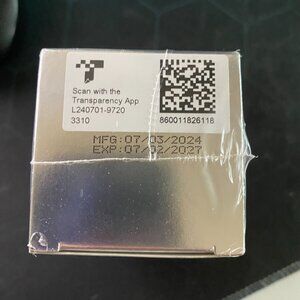 Scan with the
Transparency App
L240701-9720
3310
860011826118
MFG:07/03/2024
EXP:07/02/2027